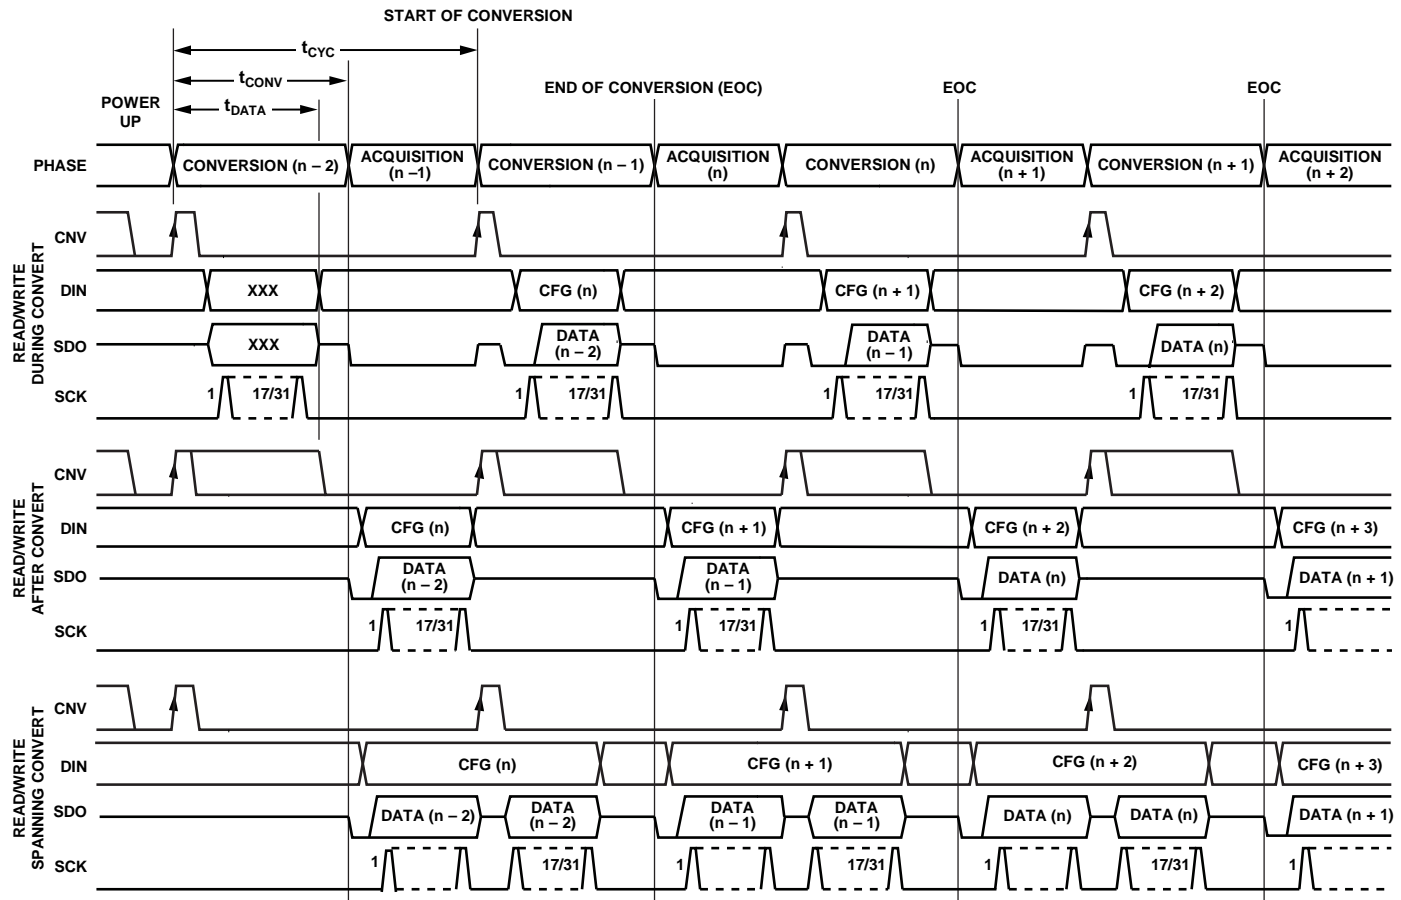 START OF CONVERSION
tCYC
tCONV
tDATA
POWER
UP
END OF CONVERSION (EOC)
EOC
EOC
PHASE
CONVERSION (n – 2)
ACQUISITION
(n –1)
CONVERSION (n – 1)
ACQUISITION
(n)
CONVERSION (n)
ACQUISITION
(n + 1)
CONVERSION (n + 1)
ACQUISITION
(n + 2)
READ/WRITE
DURING CONVERT
CNV
DIN
XXX
CFG (n)
CFG (n + 1)
CFG (n + 2)
SDO
XXX
DATA
(n – 2)
DATA
(n – 1)
DATA (n)
SCK
1
17/31
1
17/31
1
17/31
1
17/31
READ/WRITE
AFTER CONVERT
CNV
DIN
CFG (n)
CFG (n + 1)
CFG (n + 2)
CFG (n + 3)
SDO
DATA
(n – 2)
DATA
(n – 1)
DATA (n)
DATA (n + 1)
SCK
1
17/31
1
17/31
1
17/31
1
READ/WRITE
SPANNING CONVERT
CNV
DIN
CFG (n)
CFG (n + 1)
CFG (n + 2)
CFG (n + 3)
SDO
DATA (n – 2)
DATA
(n – 2)
DATA
(n – 1)
DATA
(n – 1)
DATA (n)
DATA (n)
DATA (n + 1)
SCK
1
17/31
1
17/31
1
17/31
1